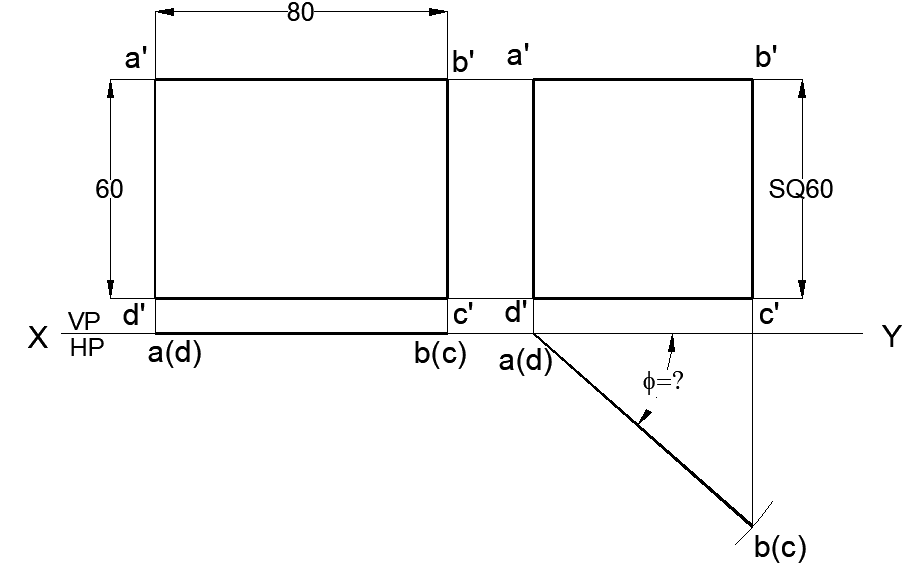 80
a'
b'
a'
b'
60
SQ60
d'
c'
d'
c'
X
VP
HP
Y
a(d)
b(c)
a(d)
ϕ=?
b(c)